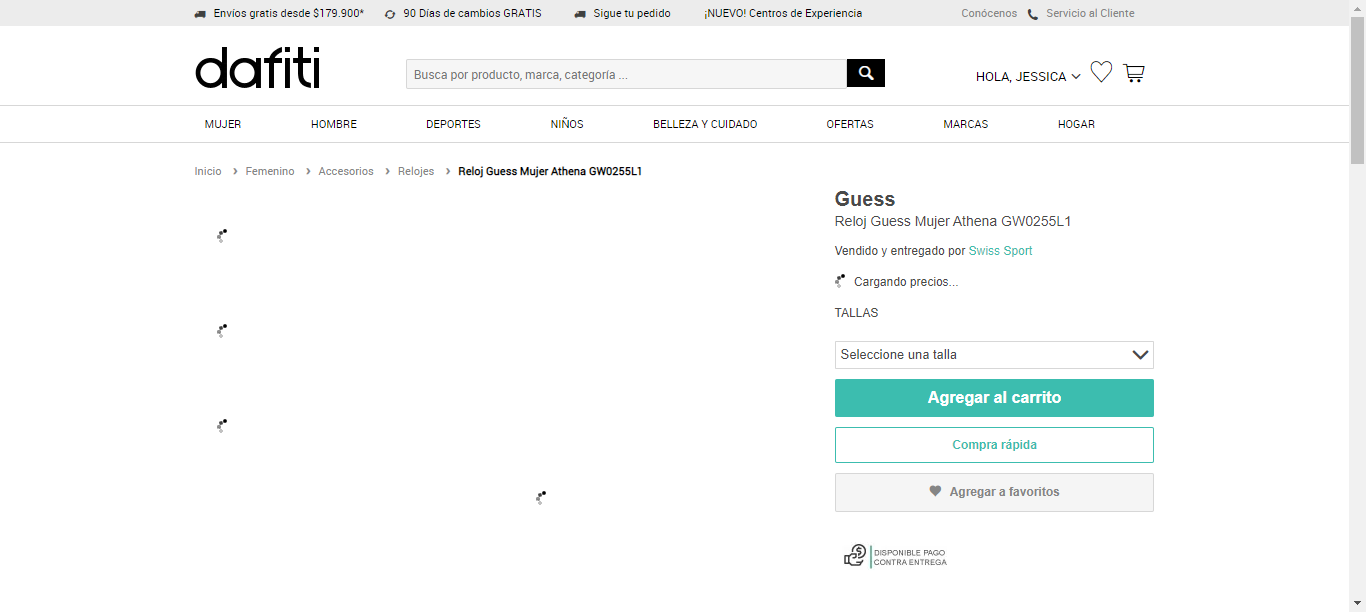 Envíos gratis desde $179.900*
90 Días de cambios GRATIS
Sigue tu pedido
¡NUEVO! Centros de Experiencia
Conócenos
Servicio al Cliente
dafiti
Busca por producto, marca, categoría ...
HOLA, JESSICA
MUJER
HOMBRE
DEPORTES
NIÑOS
BELLEZA Y CUIDADO
OFERTAS
MARCAS
HOGAR
Inicio › Femenino › Accesorios › Relojes › Reloj Guess Mujer Athena GW0255L1
Guess
Reloj Guess Mujer Athena GW0255L1
Vendido y entregado por Swiss Sport
Cargando precios...
TALLAS
Seleccione una talla
Agregar al carrito
Compra rápida
Agregar a favoritos
DISPONIBLE PAGO
CONTRA ENTREGA